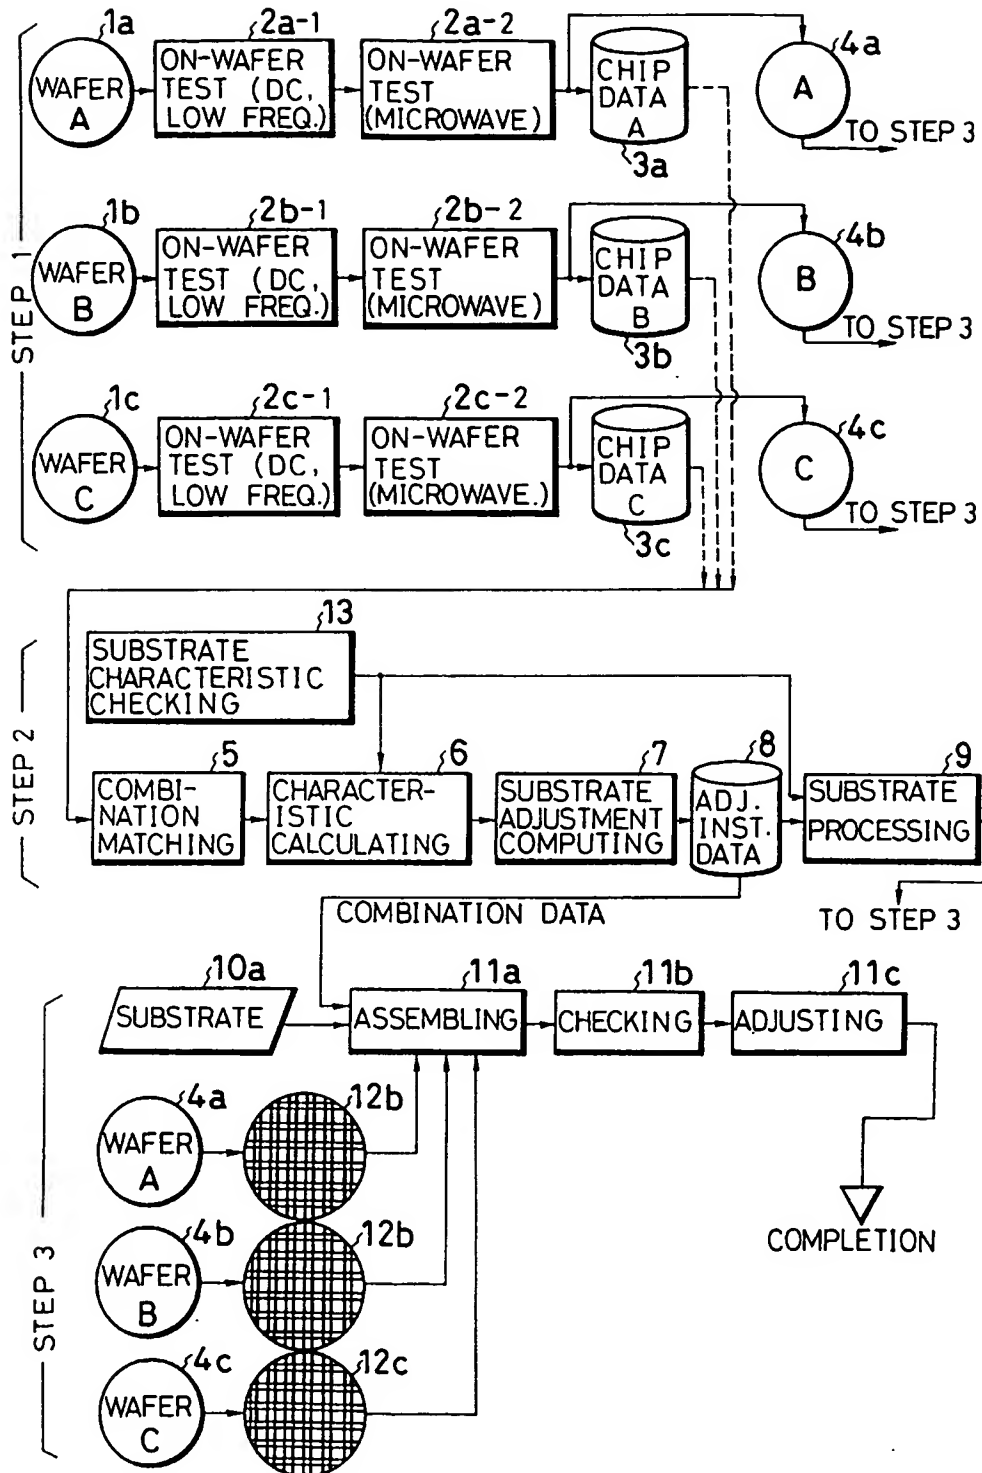 STEP 1
1a
2a-1
2a-2
4a
WAFER
A
ON-WAFER
TEST (DC,
LOW FREQ.)
ON-WAFER
TEST
(MICROWAVE)
CHIP
DATA
A
3a
A
TO STEP 3
1b
2b-1
2b-2
4b
WAFER
B
ON-WAFER
TEST (DC,
LOW FREQ.)
ON-WAFER
TEST
(MICROWAVE)
CHIP
DATA
B
3b
B
TO STEP 3
1c
2c-1
2c-2
4c
WAFER
C
ON-WAFER
TEST (DC,
LOW FREQ.)
ON-WAFER
TEST
(MICROWAVE.)
CHIP
DATA
C
3c
C
TO STEP 3
STEP 2
13
SUBSTRATE
CHARACTERISTIC
CHECKING
5
6
7
8
9
COMBI-
NATION
MATCHING
CHARACTER-
ISTIC
CALCULATING
SUBSTRATE
ADJUSTMENT
COMPUTING
ADJ.
INST.
DATA
SUBSTRATE
PROCESSING
COMBINATION DATA
TO STEP 3
STEP 3
10a
11a
11b
11c
SUBSTRATE
ASSEMBLING
CHECKING
ADJUSTING
4a
12b
WAFER
A
4b
12b
WAFER
B
COMPLETION
4c
12c
WAFER
C